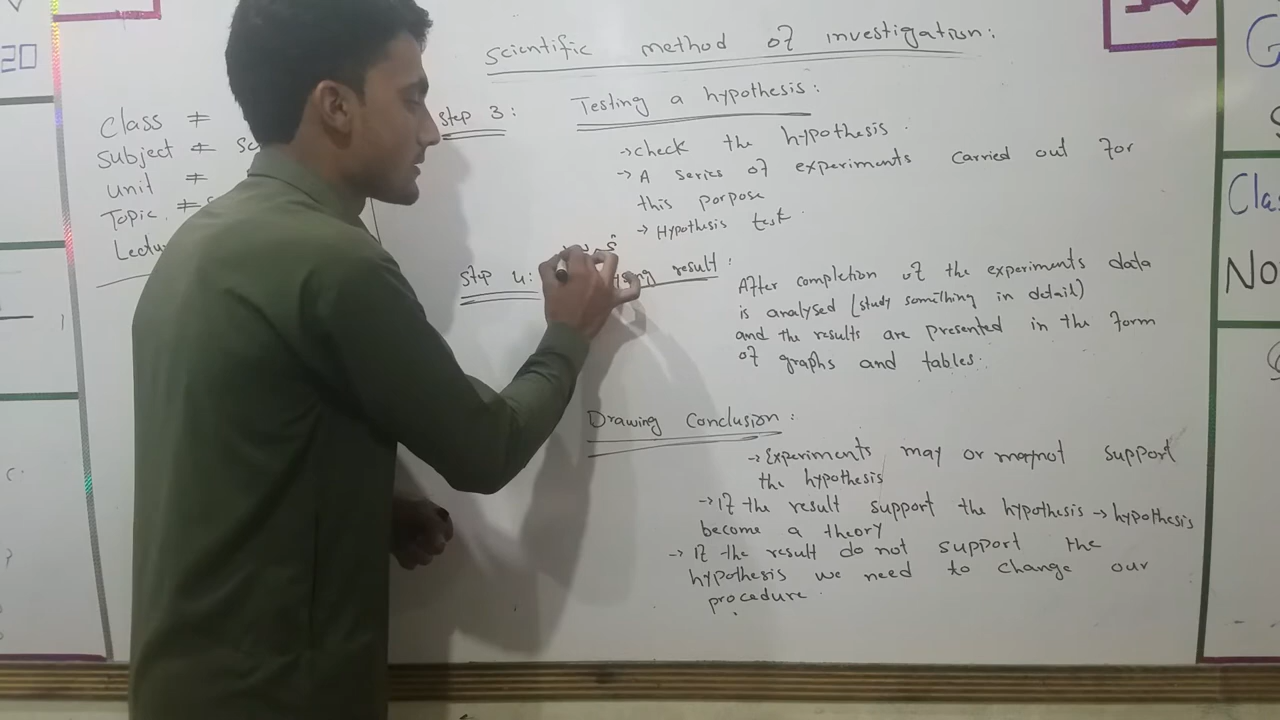 20
scientific method of investigation:
Class #
Subject #
unit #
Topic #
step 3:
Testing a hypothesis:
→ check the hypothesis.
→ A series of experiments carried out for
this porpose
→ Hypothesis test.
step 4:
result:
After completion of the experiments data
is analysed (study something in detail)
and the results are presented in the form
of graphs and tables.
Drawing Conclusion:
→ Experiments may or maynot support
the hypothesis
→ If the result support the hypothesis → hypothesis
become a theory
→ If the result do not support the
hypothesis we need to change our
procedure.
G
Clas
No